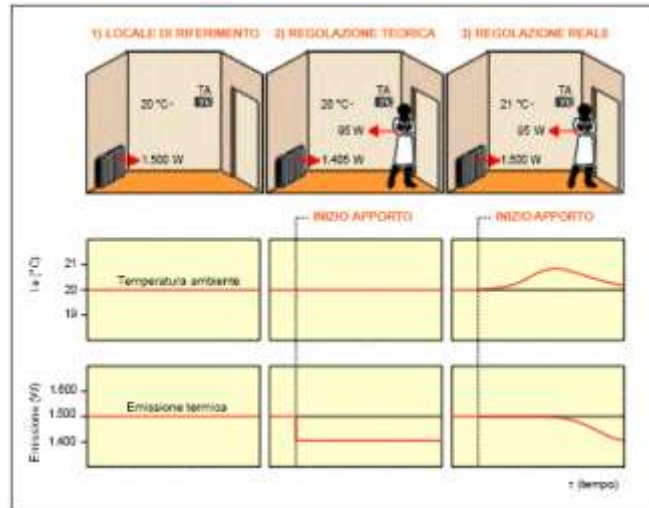 1) LOCALE DI RIFERIMENTO 2) REGOLAZIONE TEORICA 3) REGOLAZIONE REALE
20 °C TA
1.500 W
20 °C TA
95 W
1.405 W
21 °C TA
95 W
1.500 W
INIZIO APPORTO INIZIO APPORTO
Ta (°C)
21
20
19
Temperatura ambiente
Emissione (W)
1.600
1.500
1.400
Emissione termica
τ (tempo)